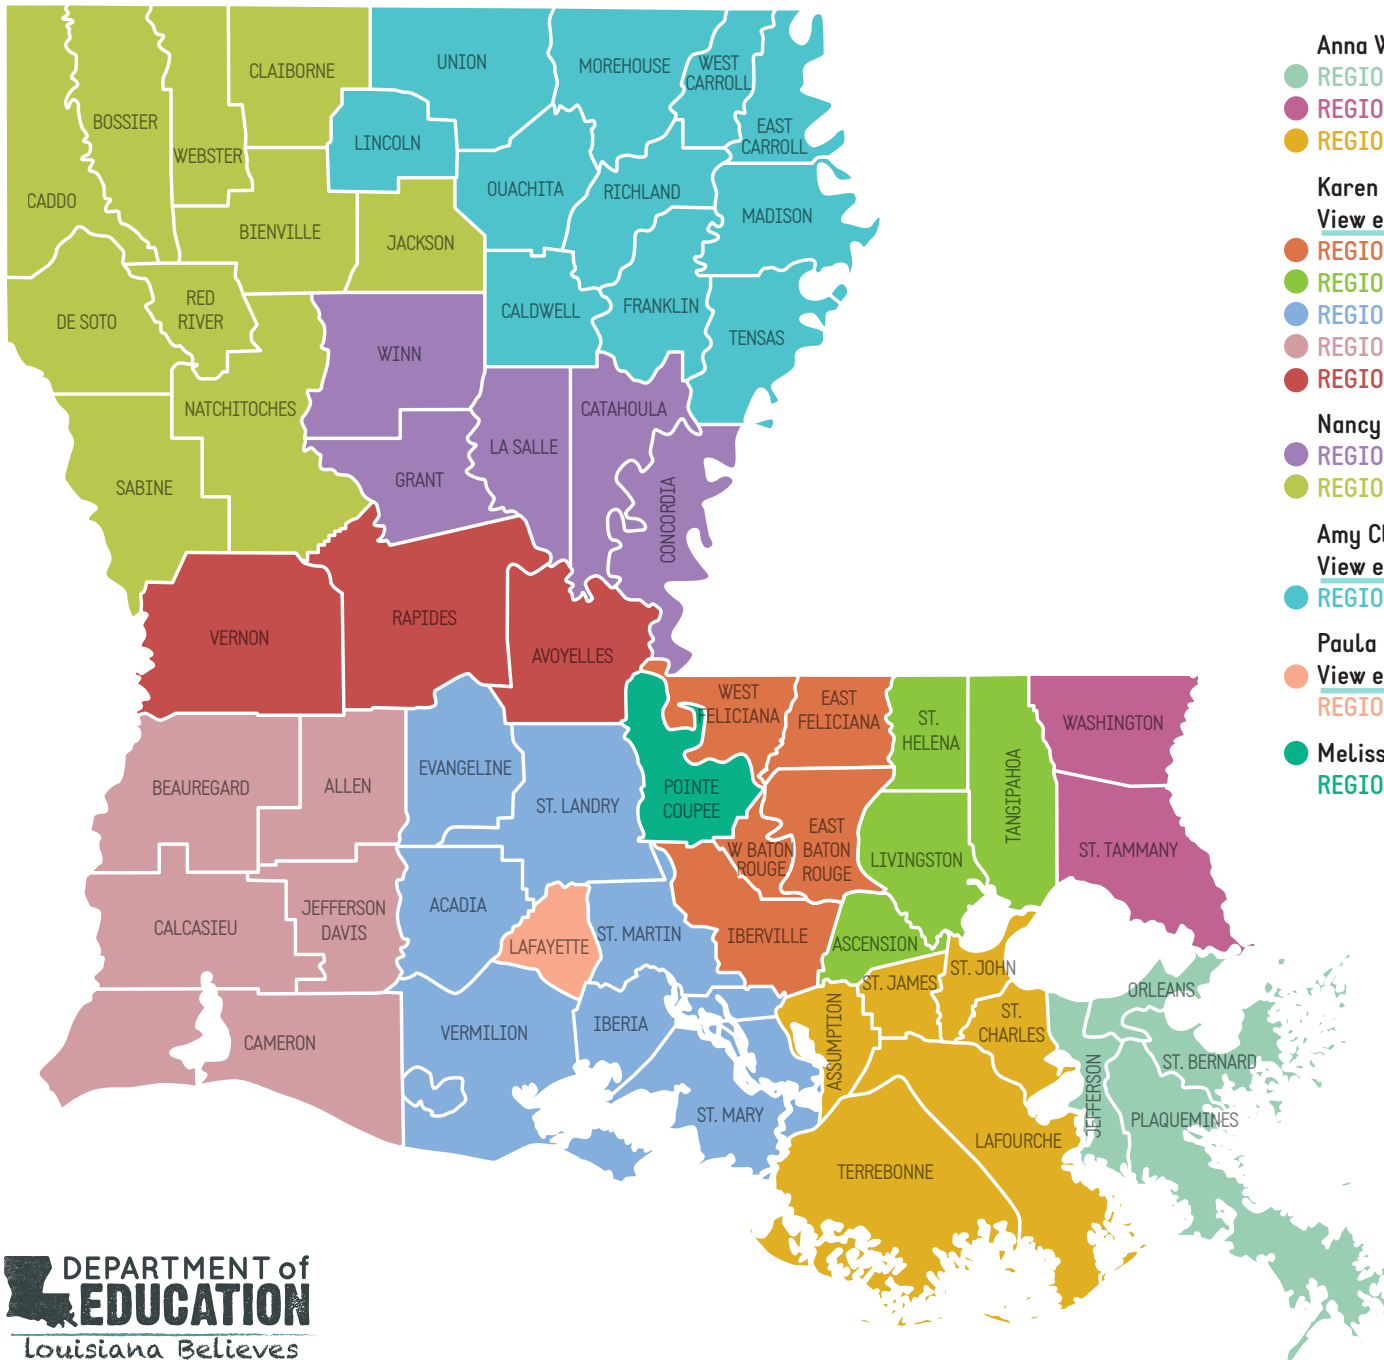 CLAIBORNE
UNION
MOREHOUSE
WEST
CARROLL
BOSSIER
WEBSTER
LINCOLN
EAST
CARROLL
CADDO
OUACHITA
RICHLAND
MADISON
BIENVILLE
JACKSON
RED
RIVER
DE SOTO
CALDWELL
FRANKLIN
TENSAS
WINN
NATCHITOCHES
CATAHOULA
LA SALLE
SABINE
GRANT
CONCORDIA
VERNON
RAPIDES
AVOYELLES
WEST
FELICIANA
EAST
FELICIANA
ST.
HELENA
TANGIPAHOA
WASHINGTON
BEAUREGARD
ALLEN
EVANGELINE
ST. LANDRY
POINTE
COUPEE
W BATON
ROUGE
EAST
BATON
ROUGE
LIVINGSTON
ST. TAMMANY
CALCASIEU
JEFFERSON
DAVIS
ACADIA
LAFAYETTE
ST. MARTIN
IBERVILLE
ASCENSION
ST. JAMES
ST. JOHN
ORLEANS
CAMERON
VERMILION
IBERIA
ASSUMPTION
ST.
CHARLES
JEFFERSON
ST. BERNARD
ST. MARY
LAFOURCHE
PLAQUEMINES
TERREBONNE
Anna
REGIO
REGIO
REGIO
Karen
View e
REGIO
REGIO
REGIO
REGIO
REGIO
Nancy
REGIO
REGIO
Amy Cl
View e
REGIO
Paula
View e
REGIO
Meliss
REGIO
DEPARTMENT of
EDUCATION
Louisiana Believes